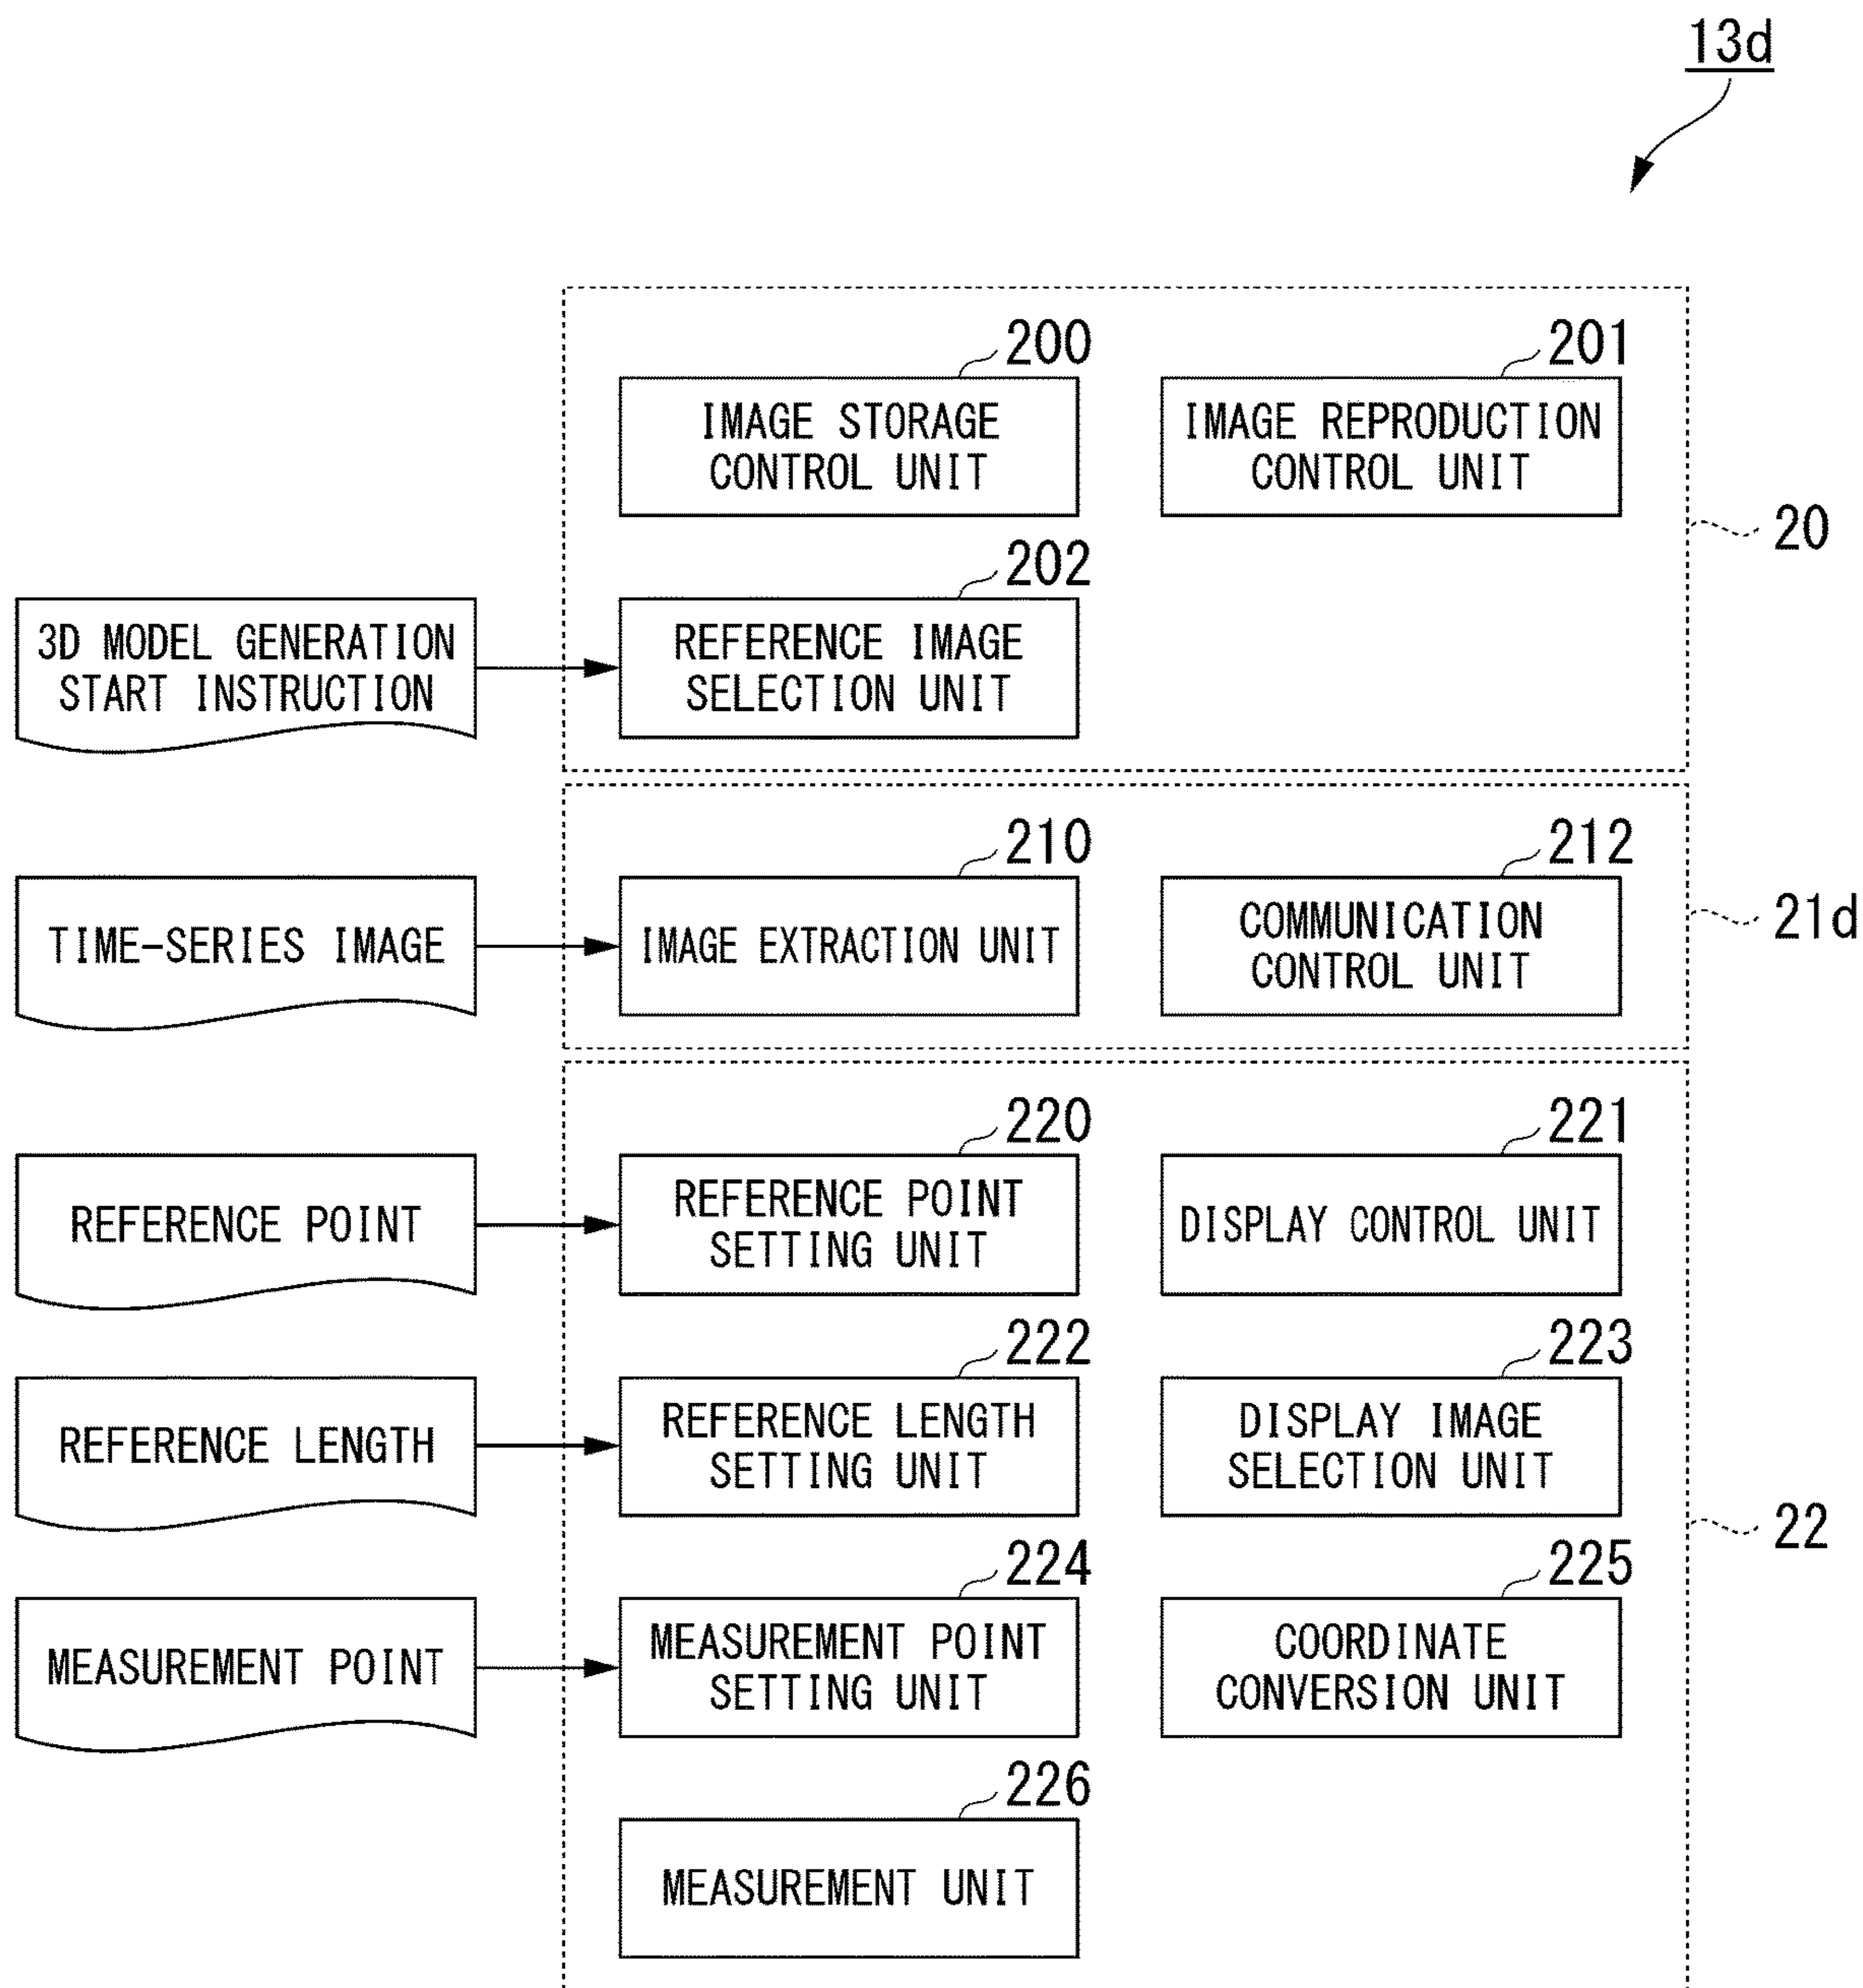 13d
200
201
IMAGE STORAGE
CONTROL UNIT
IMAGE REPRODUCTION
CONTROL UNIT
20
202
3D MODEL GENERATION
START INSTRUCTION
REFERENCE IMAGE
SELECTION UNIT
210
212
TIME-SERIES IMAGE
IMAGE EXTRACTION UNIT
COMMUNICATION
CONTROL UNIT
21d
220
221
REFERENCE POINT
REFERENCE POINT
SETTING UNIT
DISPLAY CONTROL UNIT
222
223
REFERENCE LENGTH
REFERENCE LENGTH
SETTING UNIT
DISPLAY IMAGE
SELECTION UNIT
22
224
225
MEASUREMENT POINT
MEASUREMENT POINT
SETTING UNIT
COORDINATE
CONVERSION UNIT
226
MEASUREMENT UNIT